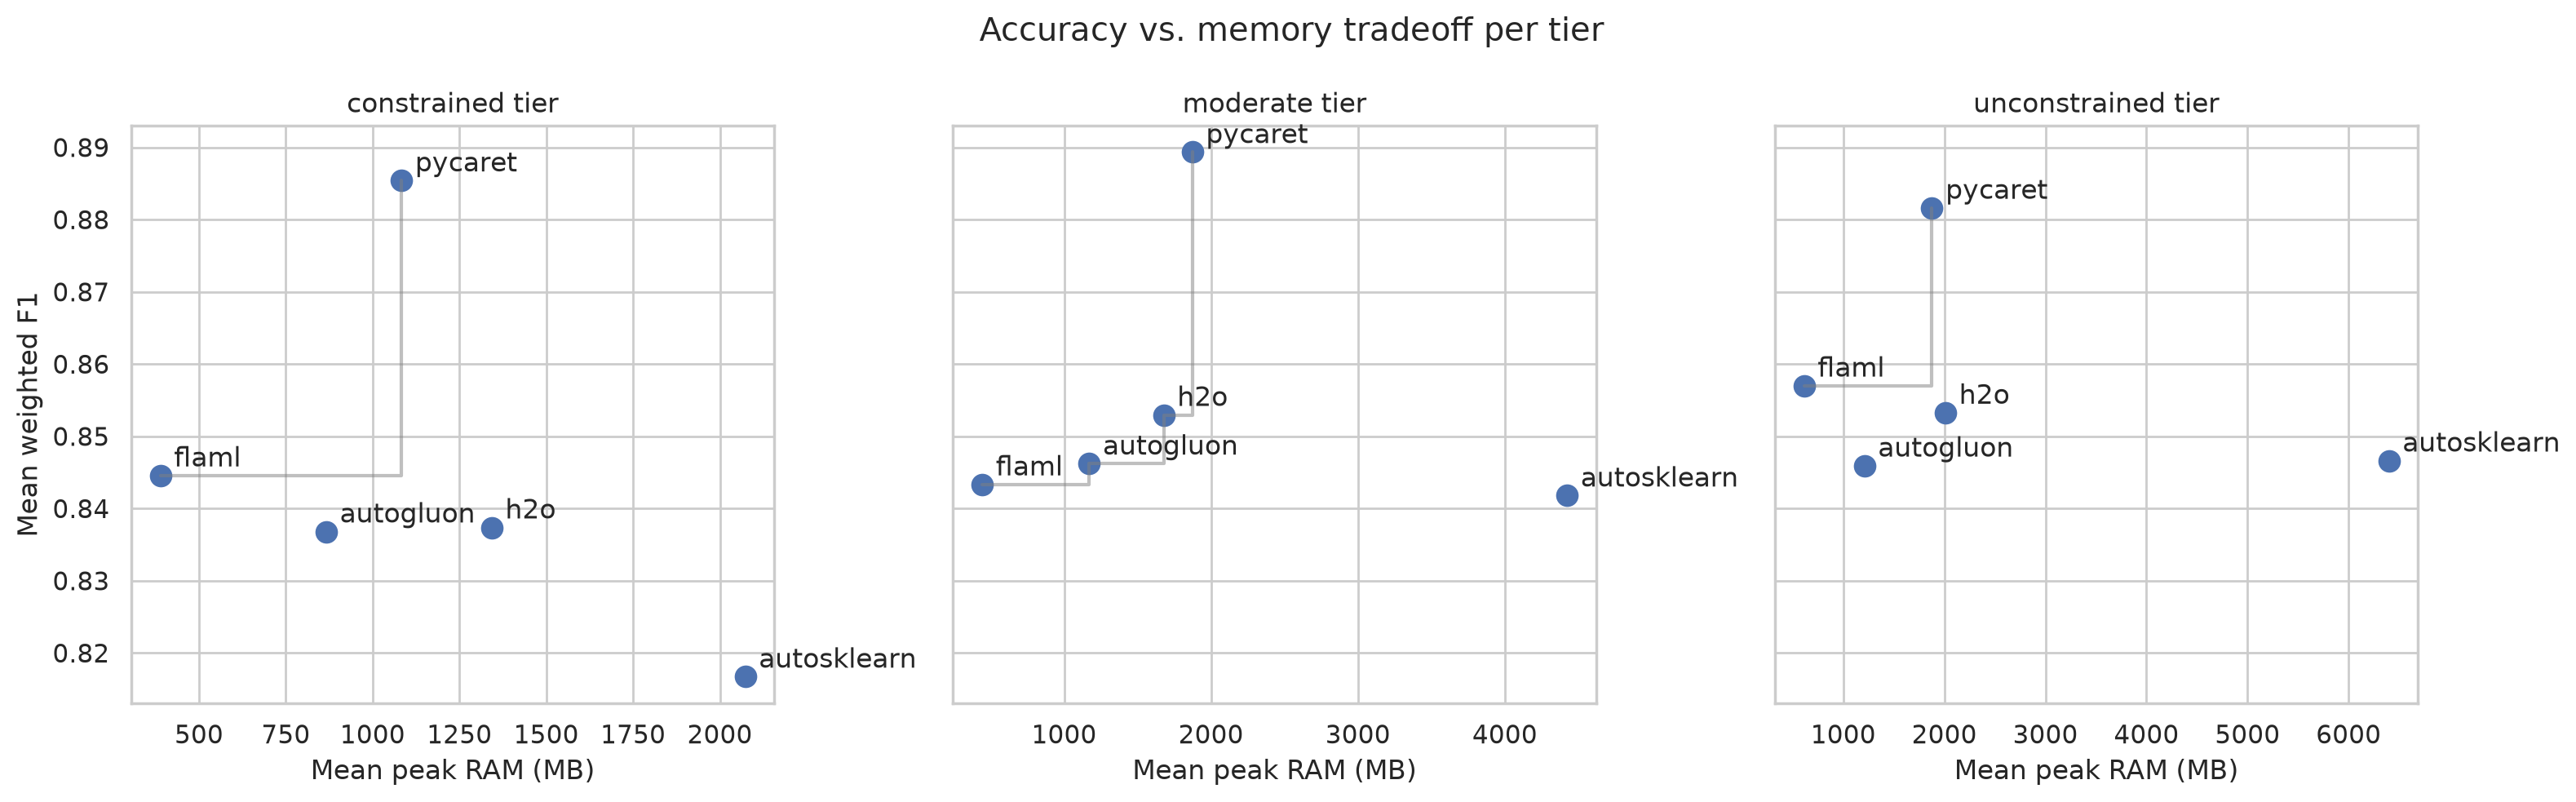 Accuracy vs. memory tradeoff per tier
constrained tier
Mean weighted F1
0.89
0.88
0.87
0.86
0.85
0.84
0.83
0.82
pycaret
flaml
autogluon
h2o
autosklearn
500 750 1000 1250 1500 1750 2000
Mean peak RAM (MB)
moderate tier
pycaret
h2o
autogluon
flaml
autosklearn
1000 2000 3000 4000
Mean peak RAM (MB)
unconstrained tier
pycaret
flaml
h2o
autogluon
autosklearn
1000 2000 3000 4000 5000 6000
Mean peak RAM (MB)